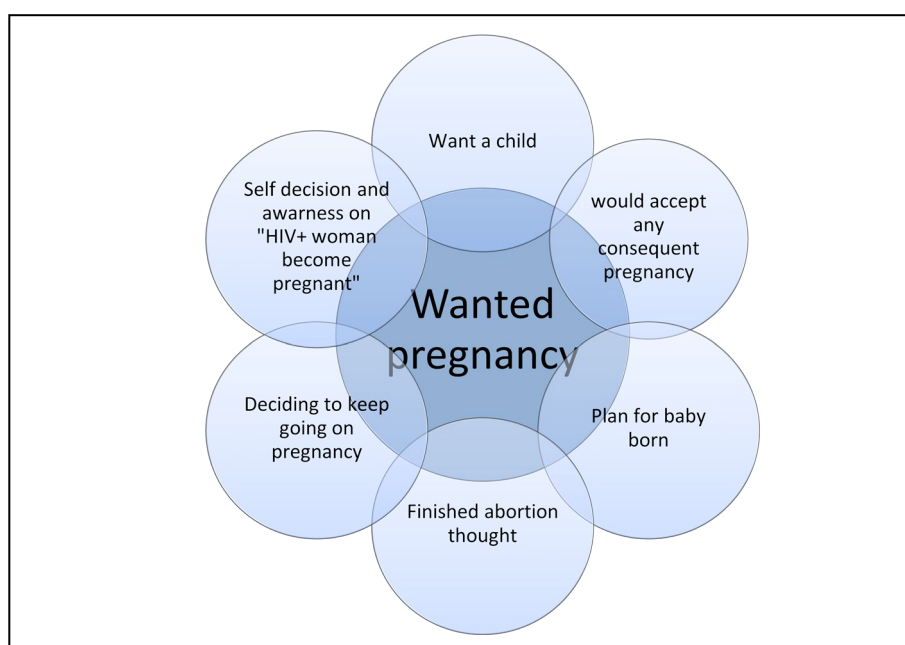 Want a child
Self decision and
awarness on
"HIV+ woman
become
pregnant"
would accept
any
consequent
pregnancy
Wanted
pregnancy
Deciding to keep
going on
pregnancy
Plan for baby
born
Finished abortion
thought